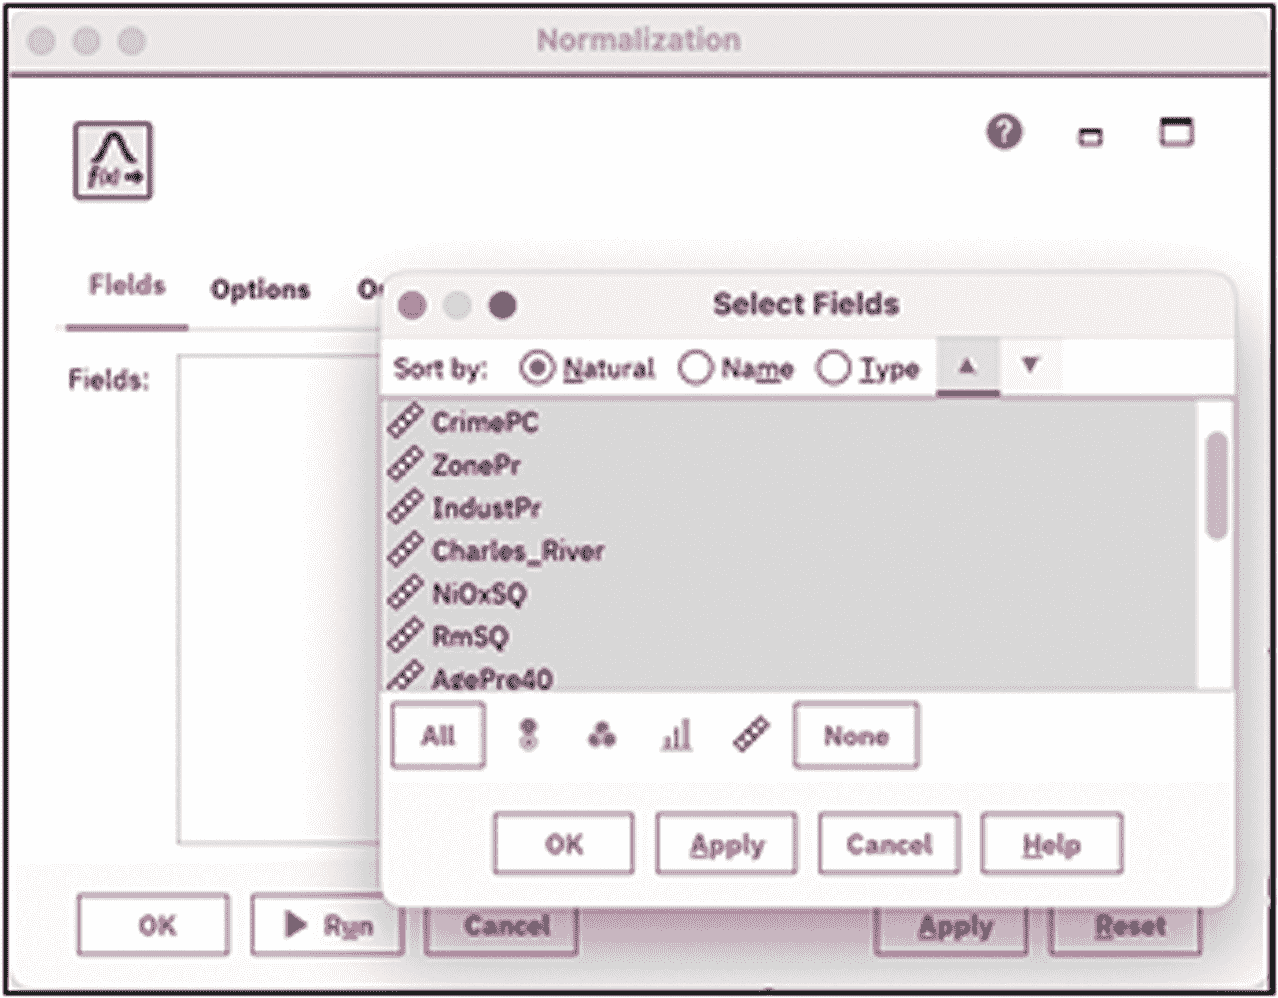 Normalization
f(x)
?
Fields Options
Select Fields
Sort by: Natural Name Type
Fields:
CrimePC
ZonePr
IndustPr
Charles_River
NiOxSQ
RmSQ
AgePre40
All None
OK Apply Cancel Help
OK Run Cancel Apply Reset